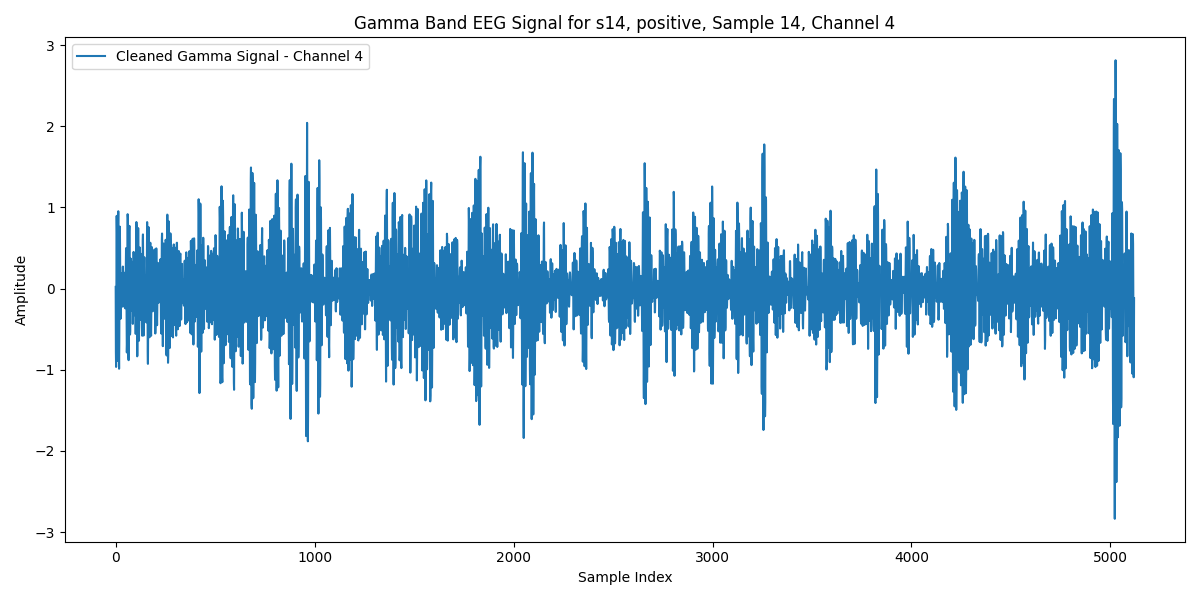 Gamma Band EEG Signal for s14, positive, Sample 14, Channel 4
Cleaned Gamma Signal - Channel 4
3
2
1
0
−1
−2
−3
Amplitude
0 1000 2000 3000 4000 5000
Sample Index